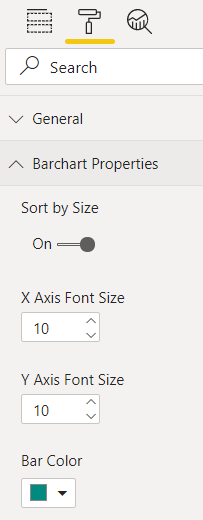 Search
General
Barchart Properties
Sort by Size
On
X Axis Font Size
10
Y Axis Font Size
10
Bar Color